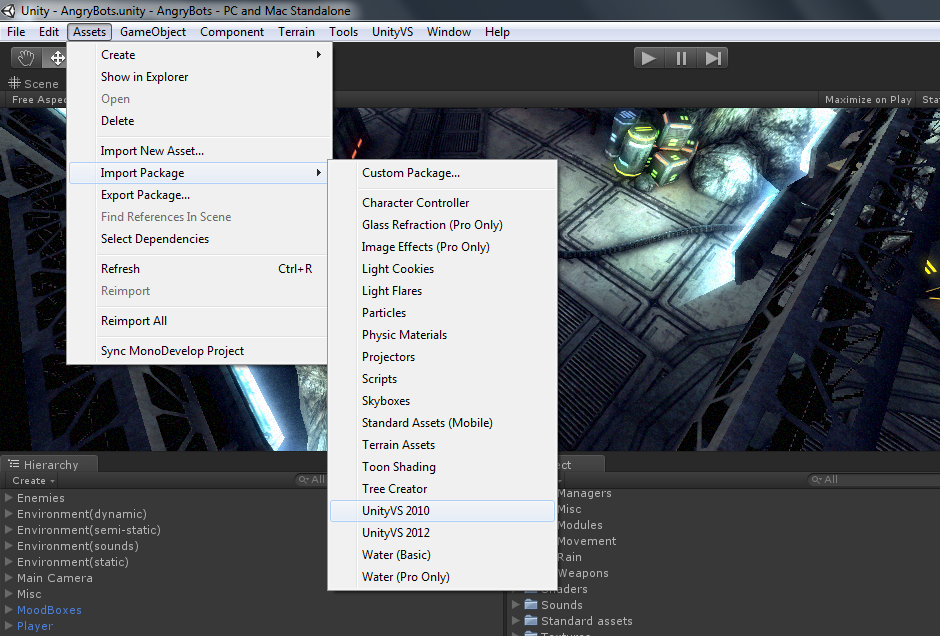 Unity - AngryBots.unity - AngryBots - PC and Mac Standalone
File Edit Assets GameObject Component Terrain Tools UnityVS Window Help
Scene
Free Aspec
Maximize on Play
Sta
Create
Show in Explorer
Open
Delete
Import New Asset...
Import Package
Export Package...
Find References In Scene
Select Dependencies
Refresh Ctrl+R
Reimport
Reimport All
Sync MonoDevelop Project
Custom Package...
Character Controller
Glass Refraction (Pro Only)
Image Effects (Pro Only)
Light Cookies
Light Flares
Particles
Physic Materials
Projectors
Scripts
Skyboxes
Standard Assets (Mobile)
Terrain Assets
Toon Shading
Tree Creator
UnityVS 2010
UnityVS 2012
Water (Basic)
Water (Pro Only)
Hierarchy
Create All
Enemies
Environment(dynamic)
Environment(semi-static)
Environment(sounds)
Environment(static)
Main Camera
Misc
MoodBoxes
Player
ect
All
Managers
Misc
Modules
Movement
Rain
Weapons
Shaders
Sounds
Standard assets
Textures